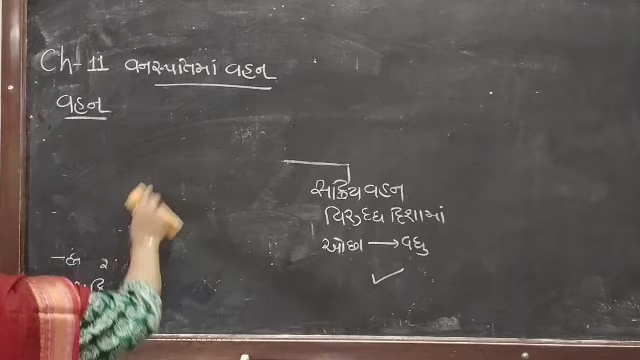 Ch-11 વનસ્પતિમાં વહન
વહન
સક્રિય વહન
વિરુદ્ધ દિશામાં
ઓછા → વધુ